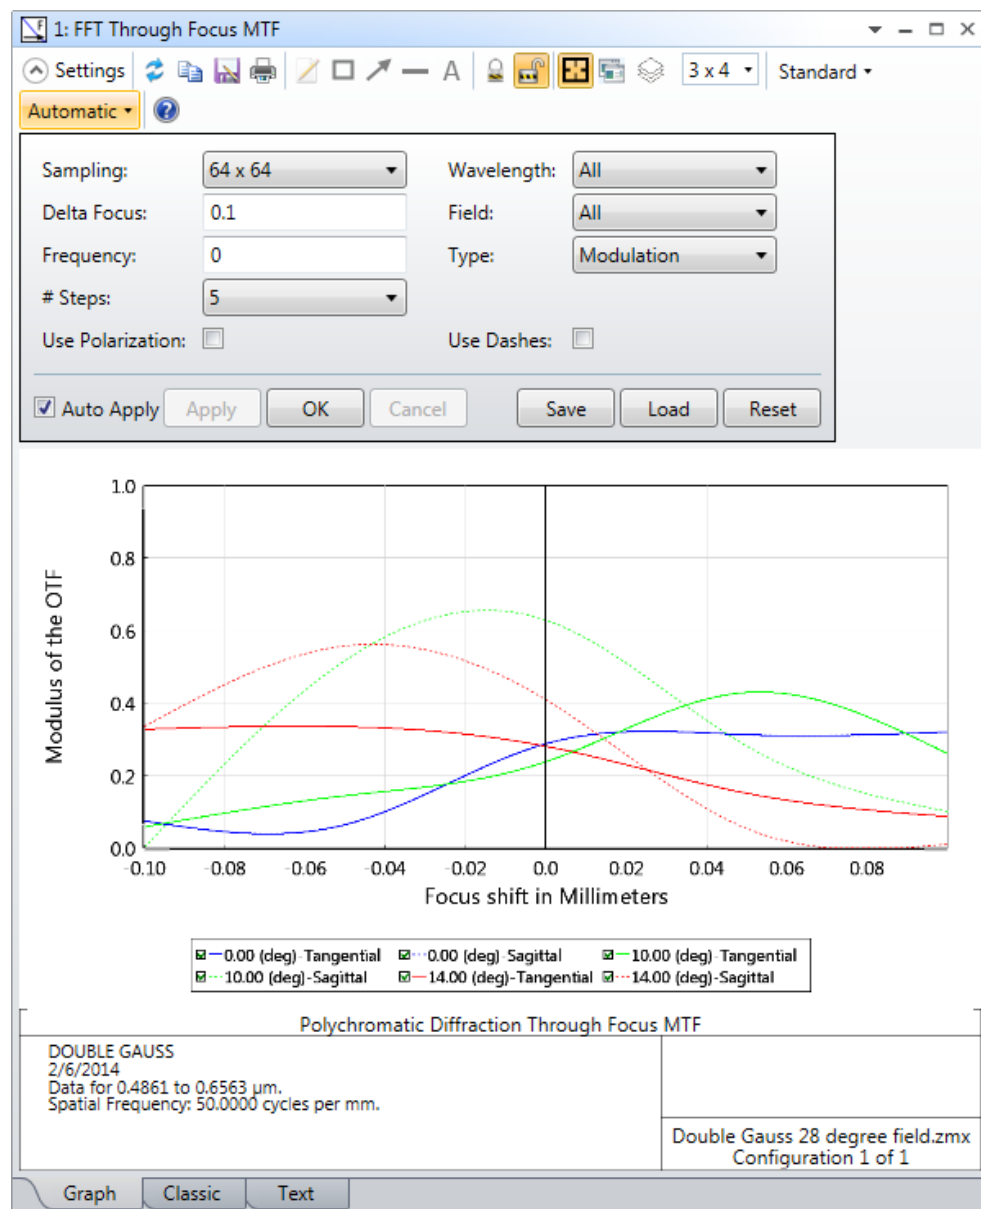 1: FFT Through Focus MTF
Settings A 3 x 4 Standard
Automatic
Sampling: 64 x 64 Wavelength: All
Delta Focus: 0.1 Field: All
Frequency: 0 Type: Modulation
# Steps: 5
Use Polarization: Use Dashes:
Auto Apply Apply OK Cancel Save Load Reset
1.0
0.8
0.6
0.4
0.2
0.0
Modulus of the OTF
-0.10 -0.08 -0.06 -0.04 -0.02 0.0 0.02 0.04 0.06 0.08
Focus shift in Millimeters
0.00 (deg)-Tangential 0.00 (deg)-Sagittal 10.00 (deg)-Tangential
10.00 (deg)-Sagittal 14.00 (deg)-Tangential 14.00 (deg)-Sagittal
Polychromatic Diffraction Through Focus MTF
DOUBLE GAUSS
2/6/2014
Data for 0.4861 to 0.6563 µm.
Spatial Frequency: 50.0000 cycles per mm.
Double Gauss 28 degree field.zmx
Configuration 1 of 1
Graph Classic Text